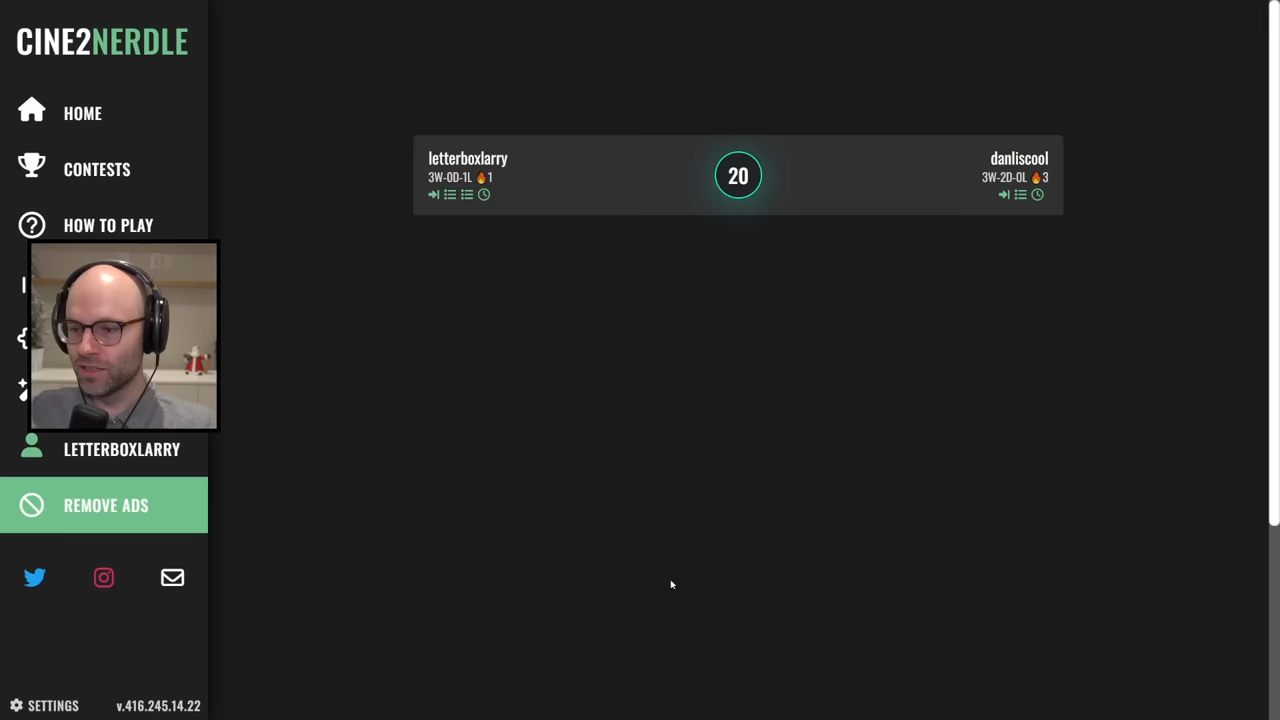 CINE2NERDLE
HOME
CONTESTS
HOW TO PLAY
LETTERBOXLARRY
REMOVE ADS
SETTINGS
v.416.245.14.22
letterboxlarry
3W-0D-1L 🔥1
20
danliscool
3W-2D-0L 🔥3